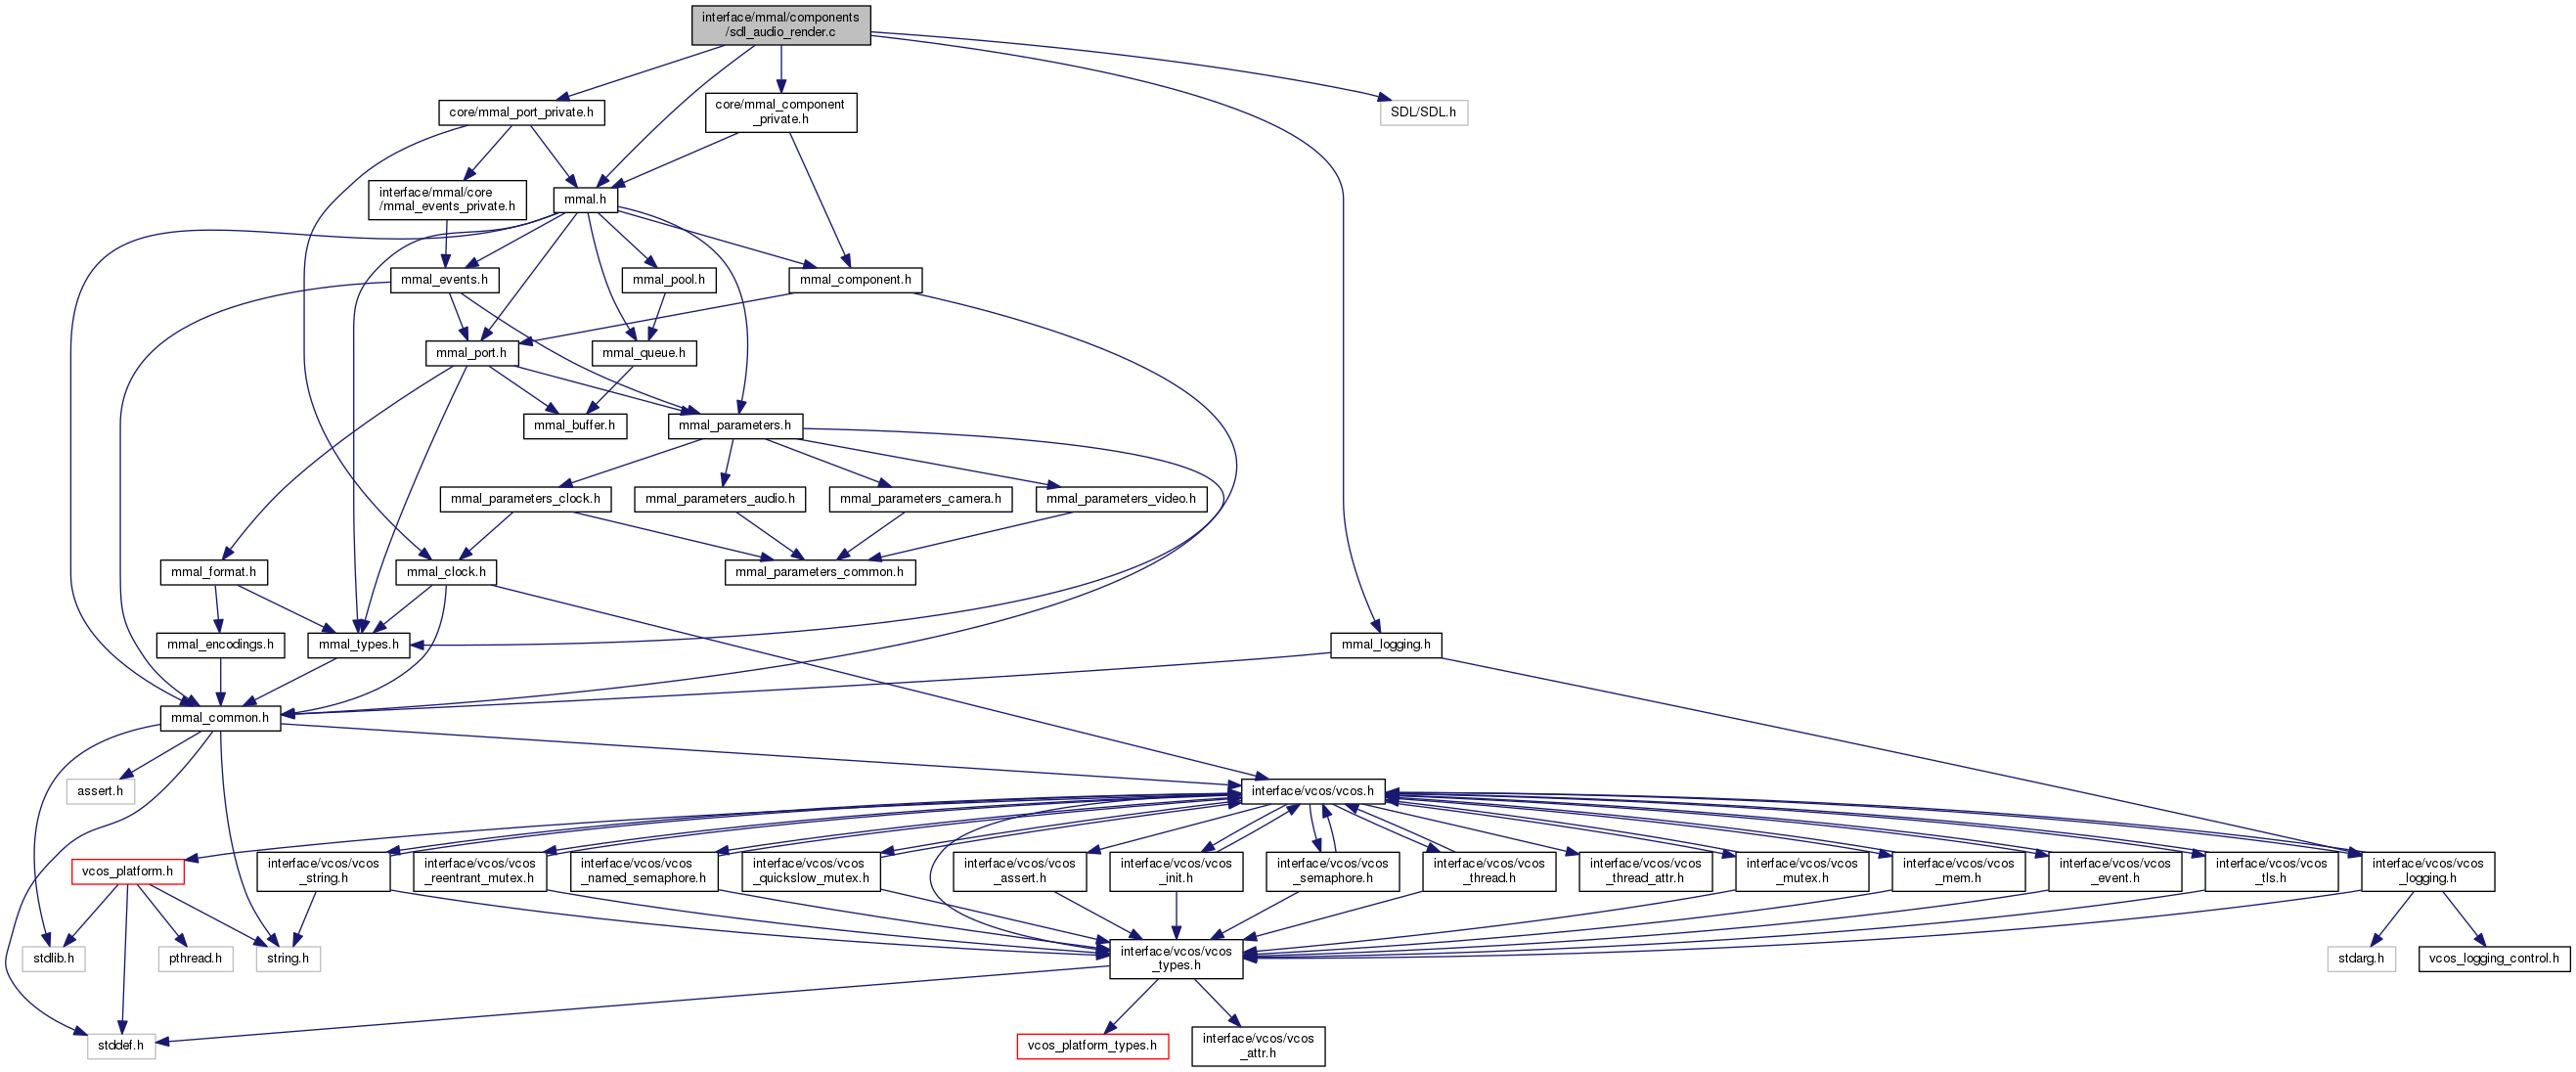 interface/mmal/components
/sdl_audio_render.c
core/mmal_port_private.h
core/mmal_component
_private.h
SDL/SDL.h
interface/mmal/core
/mmal_events_private.h
mmal.h
mmal_events.h
mmal_pool.h
mmal_component.h
mmal_port.h
mmal_queue.h
mmal_buffer.h
mmal_parameters.h
mmal_parameters_clock.h
mmal_parameters_audio.h
mmal_parameters_camera.h
mmal_parameters_video.h
mmal_format.h
mmal_clock.h
mmal_parameters_common.h
mmal_encodings.h
mmal_types.h
mmal_logging.h
mmal_common.h
assert.h
interface/vcos/vcos.h
vcos_platform.h
interface/vcos/vcos
_string.h
interface/vcos/vcos
_reentrant_mutex.h
interface/vcos/vcos
_named_semaphore.h
interface/vcos/vcos
_quickslow_mutex.h
interface/vcos/vcos
_assert.h
interface/vcos/vcos
_init.h
interface/vcos/vcos
_semaphore.h
interface/vcos/vcos
_thread.h
interface/vcos/vcos
_thread_attr.h
interface/vcos/vcos
_mutex.h
interface/vcos/vcos
_mem.h
interface/vcos/vcos
_event.h
interface/vcos/vcos
_tls.h
interface/vcos/vcos
_logging.h
stdlib.h
pthread.h
string.h
interface/vcos/vcos
_types.h
stdarg.h
vcos_logging_control.h
stddef.h
vcos_platform_types.h
interface/vcos/vcos
_attr.h